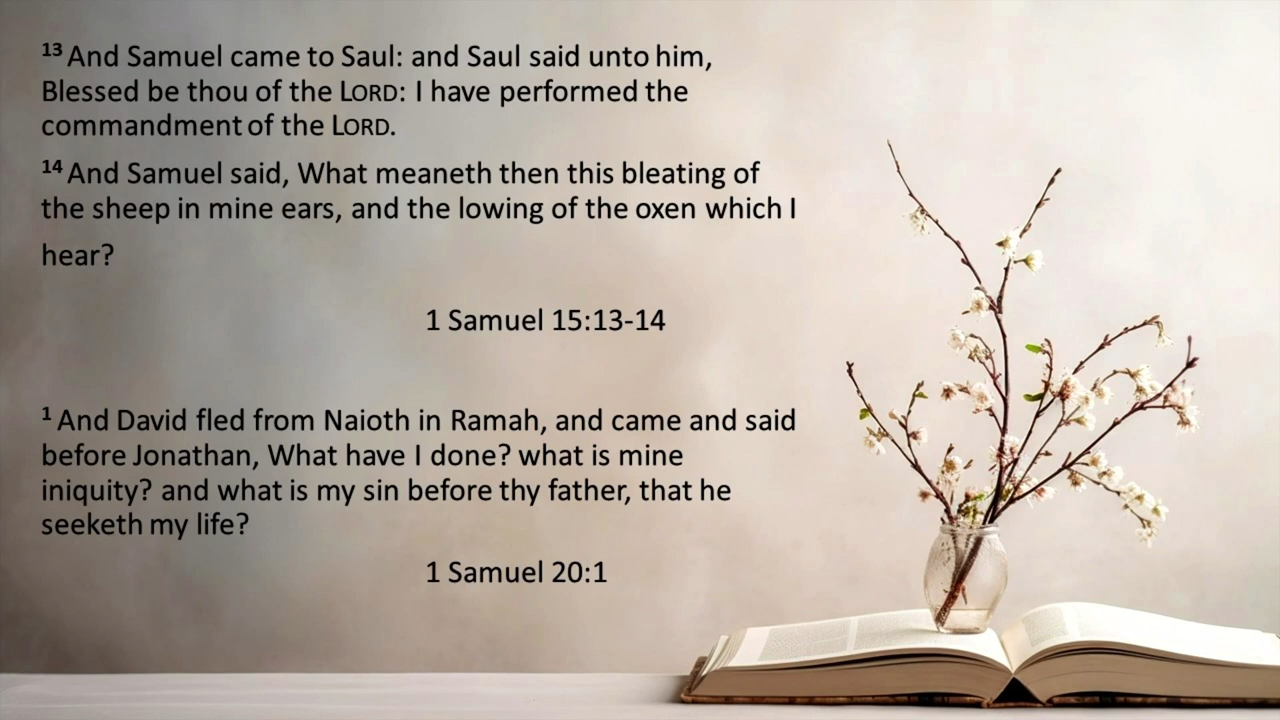 13 And Samuel came to Saul: and Saul said unto him,
Blessed be thou of the LORD: I have performed the
commandment of the LORD.
14 And Samuel said, What meaneth then this bleating of
the sheep in mine ears, and the lowing of the oxen which I
hear?
1 Samuel 15:13-14
1 And David fled from Naioth in Ramah, and came and said
before Jonathan, What have I done? what is mine
iniquity? and what is my sin before thy father, that he
seeketh my life?
1 Samuel 20:1